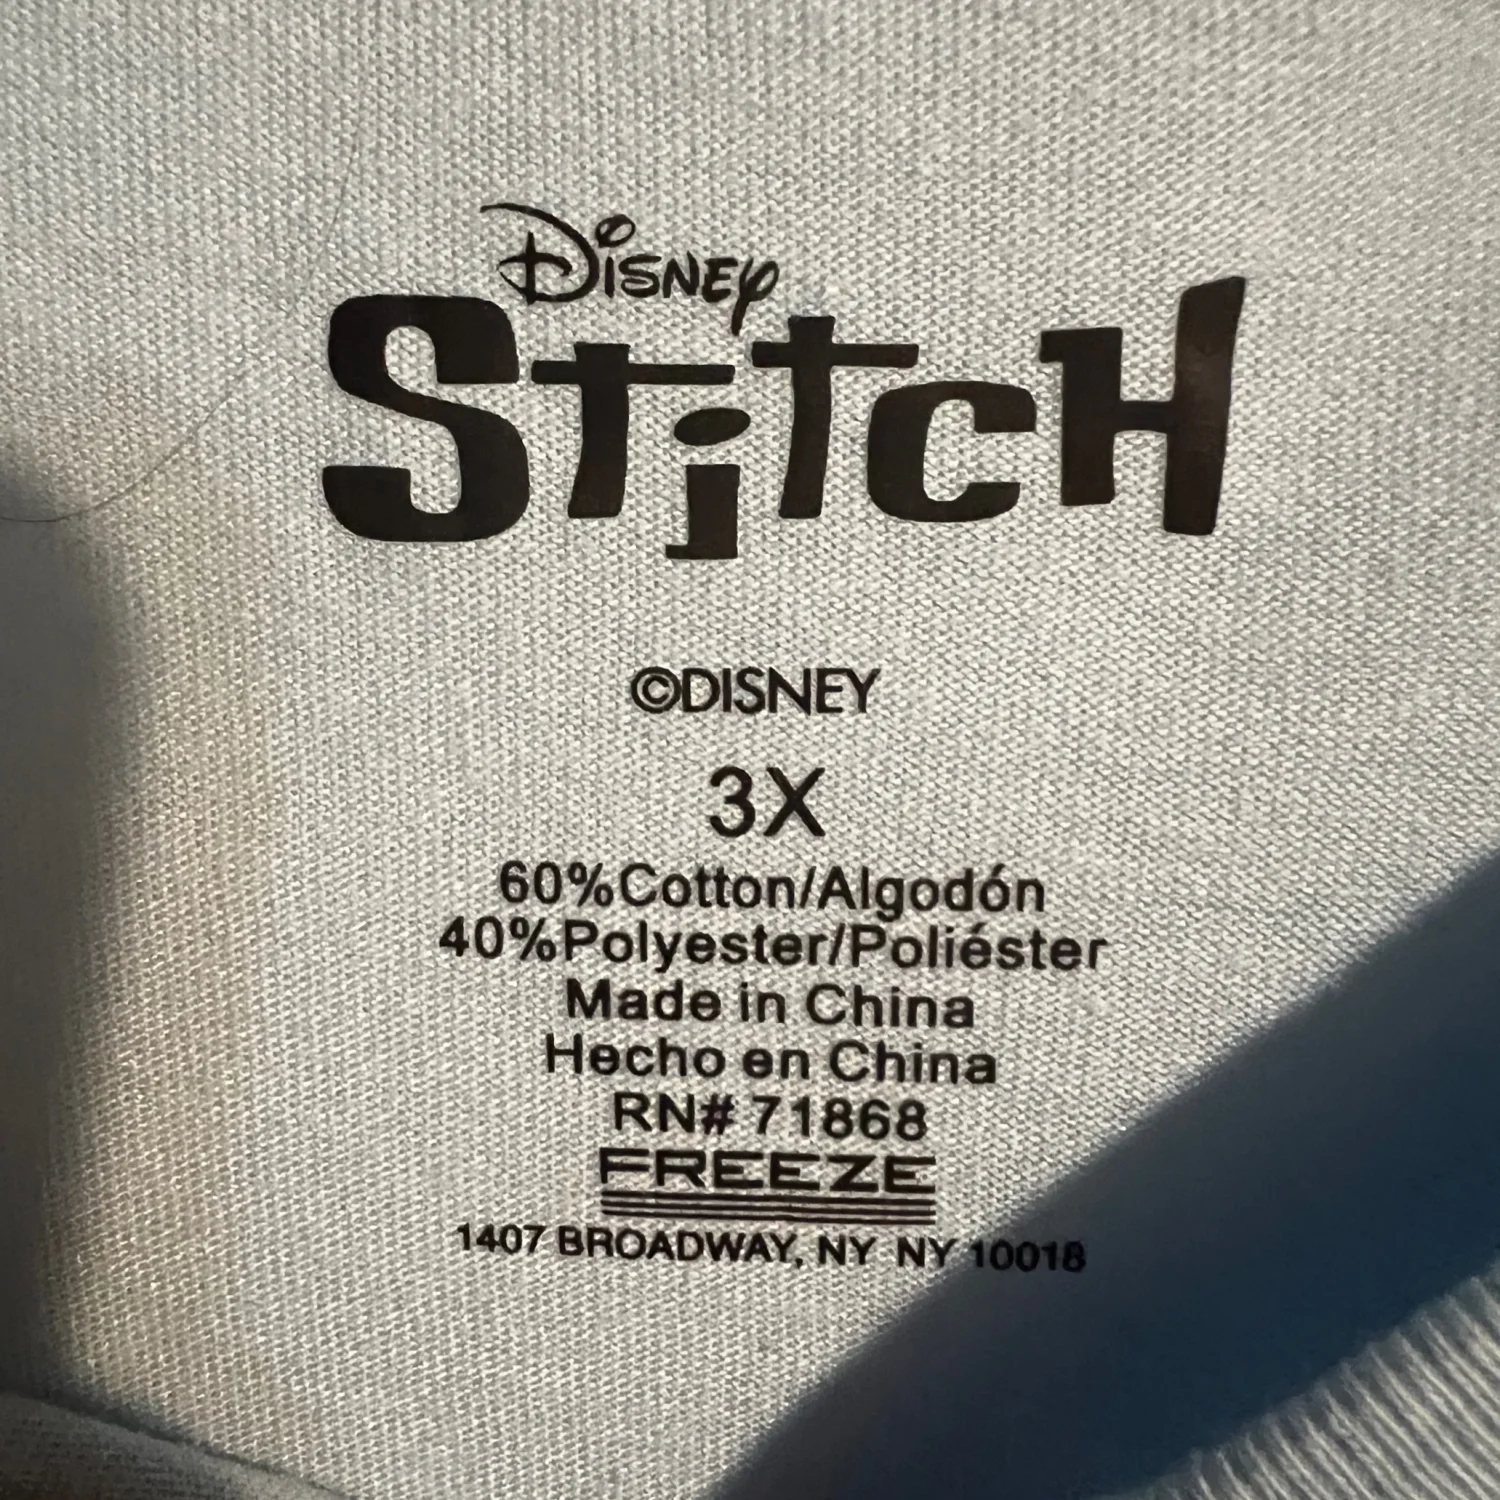 Disney
Stitch
©DISNEY
3X
60%Cotton/Algodón
40%Polyester/Poliéster
Made in China
Hecho en China
RN# 71868
FREEZE
1407 BROADWAY, NY NY 10018